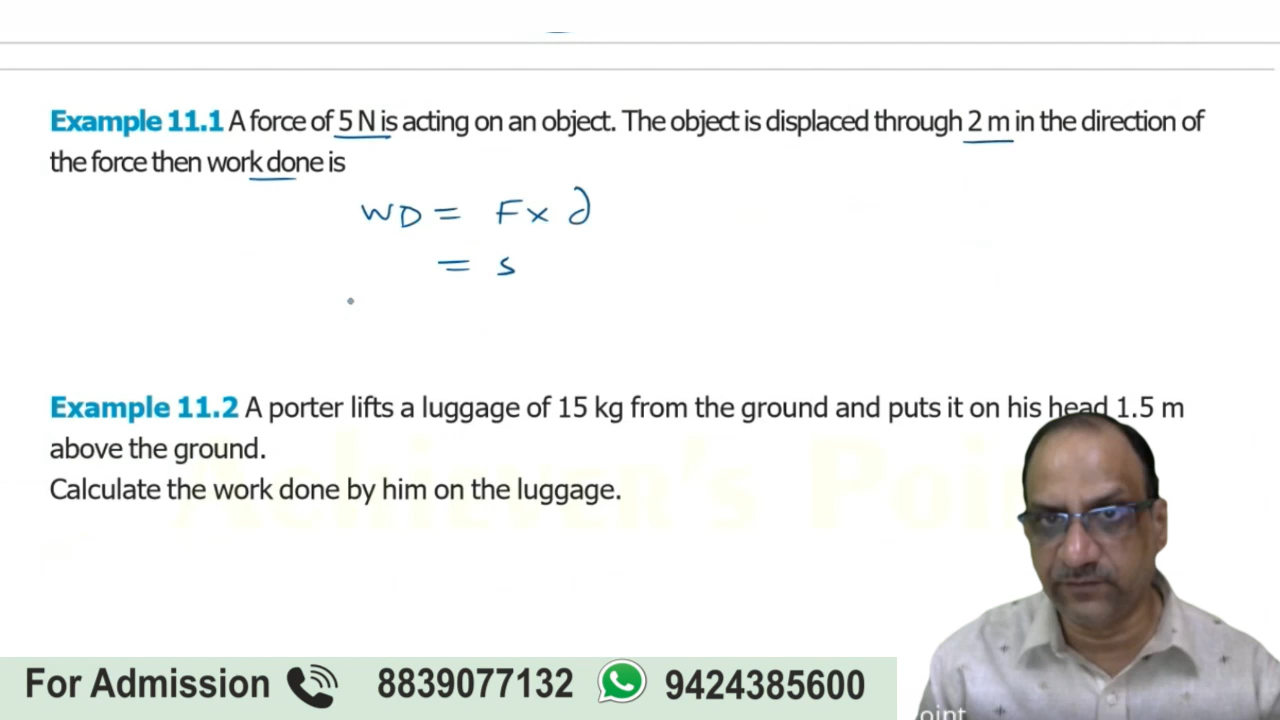 Example 11.1 A force of 5 N is acting on an object. The object is displaced through 2 m in the direction of
the force then work done is
WD = F x d
= 5
Example 11.2 A porter lifts a luggage of 15 kg from the ground and puts it on his head 1.5 m
above the ground.
Calculate the work done by him on the luggage.
Achiever's Point
For Admission 8839077132 9424385600
oint